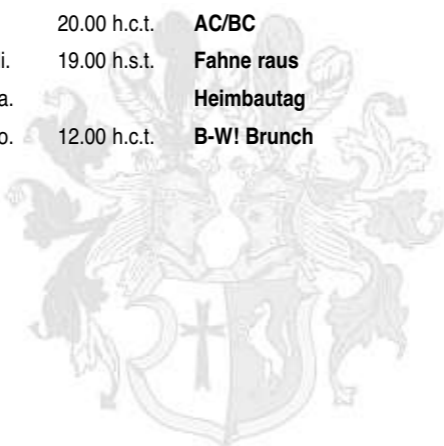 20.00 h.c.t. AC/BC
i. 19.00 h.s.t. Fahne raus
a. Heimbautag
o. 12.00 h.c.t. B-W! Brunch